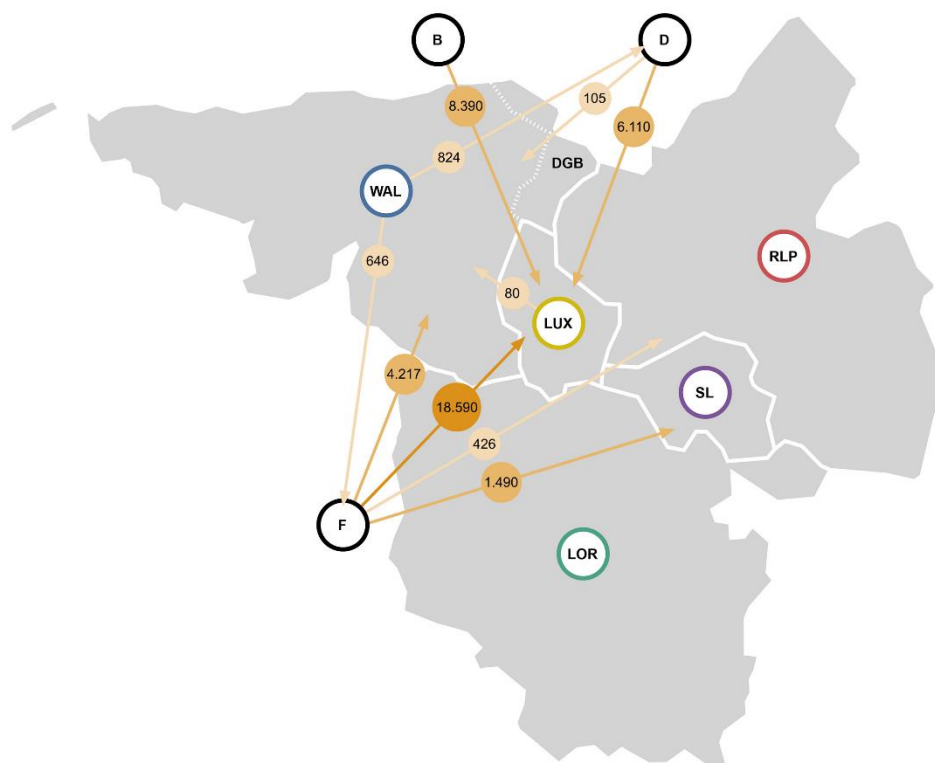 B
D
8.390
105
6.110
824
DGB
WAL
RLP
646
80
LUX
4.217
SL
18.590
426
1.490
F
LOR